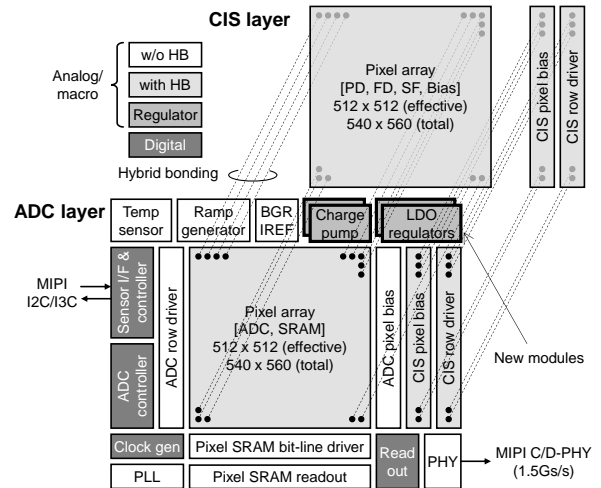 CIS layer
w/o HB
Analog/
macro
with HB
Regulator
Digital
Hybrid bonding
Pixel array
[PD, FD, SF, Bias]
512 x 512 (effective)
540 x 560 (total)
CIS pixel bias
CIS row driver
ADC layer
Temp
sensor
Ramp
generator
BGR
IREF
Charge
pump
LDO
regulators
MIPI
I2C/I3C
Sensor I/F &
controller
ADC
controller
ADC row driver
Pixel array
[ADC, SRAM]
512 x 512 (effective)
540 x 560 (total)
ADC pixel bias
CIS pixel bias
CIS row driver
New modules
Clock gen
Pixel SRAM bit-line driver
Read
out
PHY
MIPI C/D-PHY
(1.5Gs/s)
PLL
Pixel SRAM readout